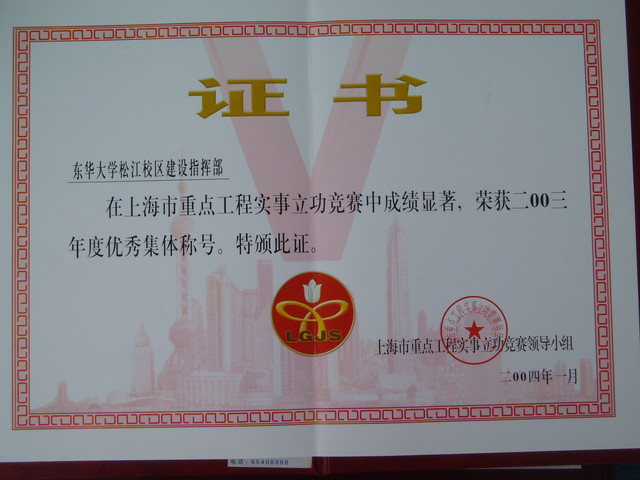 证书
东华大学松江校区建设指挥部
在上海市重点工程实事立功竞赛中成绩显著，荣获二00三
年度优秀集体称号。特颁此证。
LGJS
上海市重点工程实事立功竞赛领导小组
二00四年一月